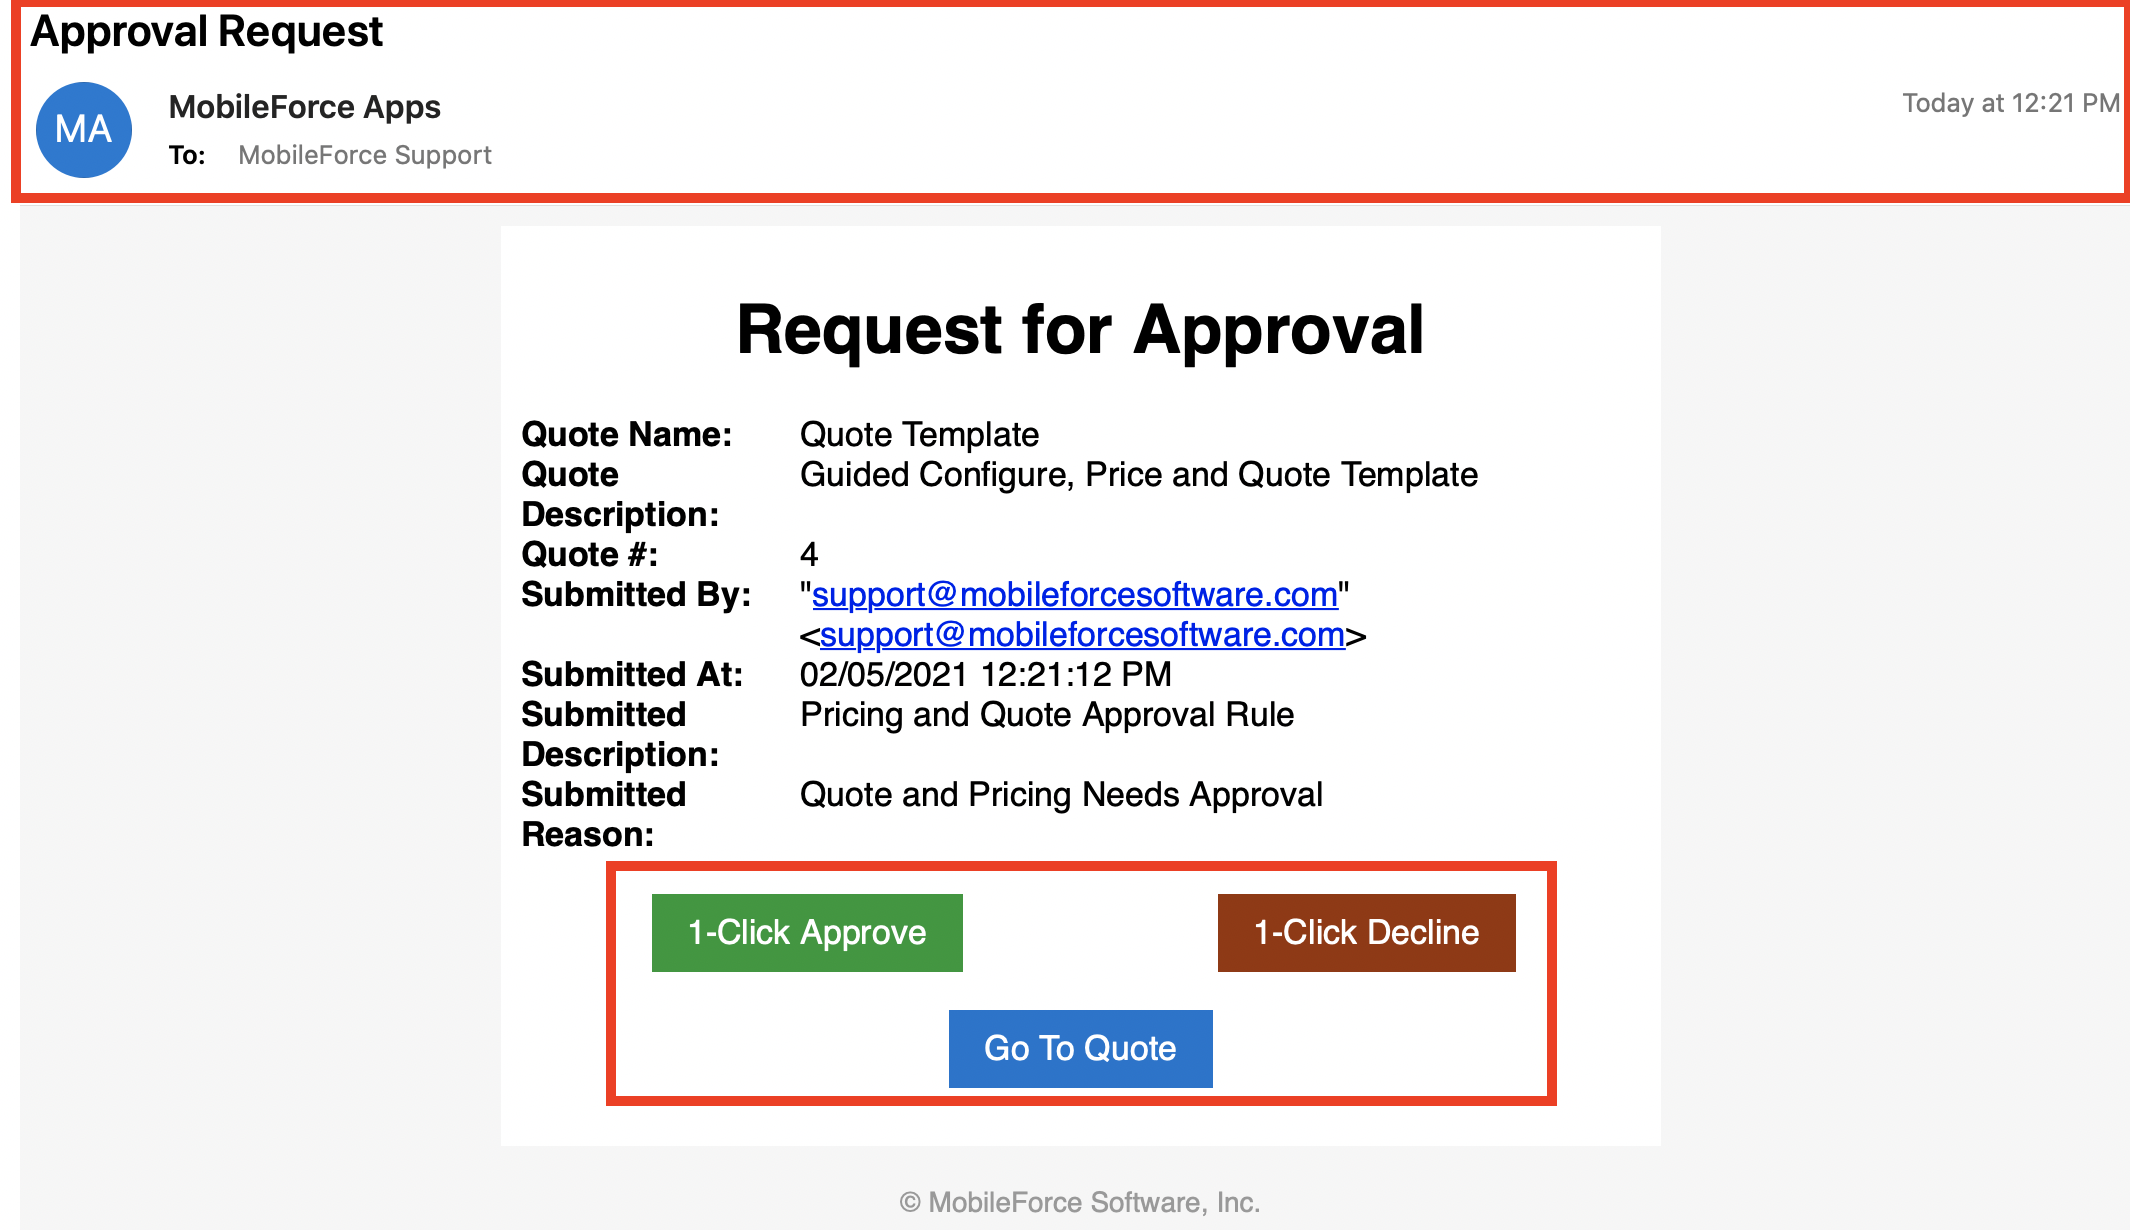 Approval Request
MA
MobileForce Apps
Today at 12:21 PM
To: MobileForce Support
Request for Approval
Quote Name: Quote Template
Quote Guided Configure, Price and Quote Template
Description:
Quote #: 4
Submitted By: "support@mobileforcesoftware.com"
<support@mobileforcesoftware.com>
Submitted At: 02/05/2021 12:21:12 PM
Submitted Pricing and Quote Approval Rule
Description:
Submitted Quote and Pricing Needs Approval
Reason:
1-Click Approve 1-Click Decline
Go To Quote
© MobileForce Software, Inc.